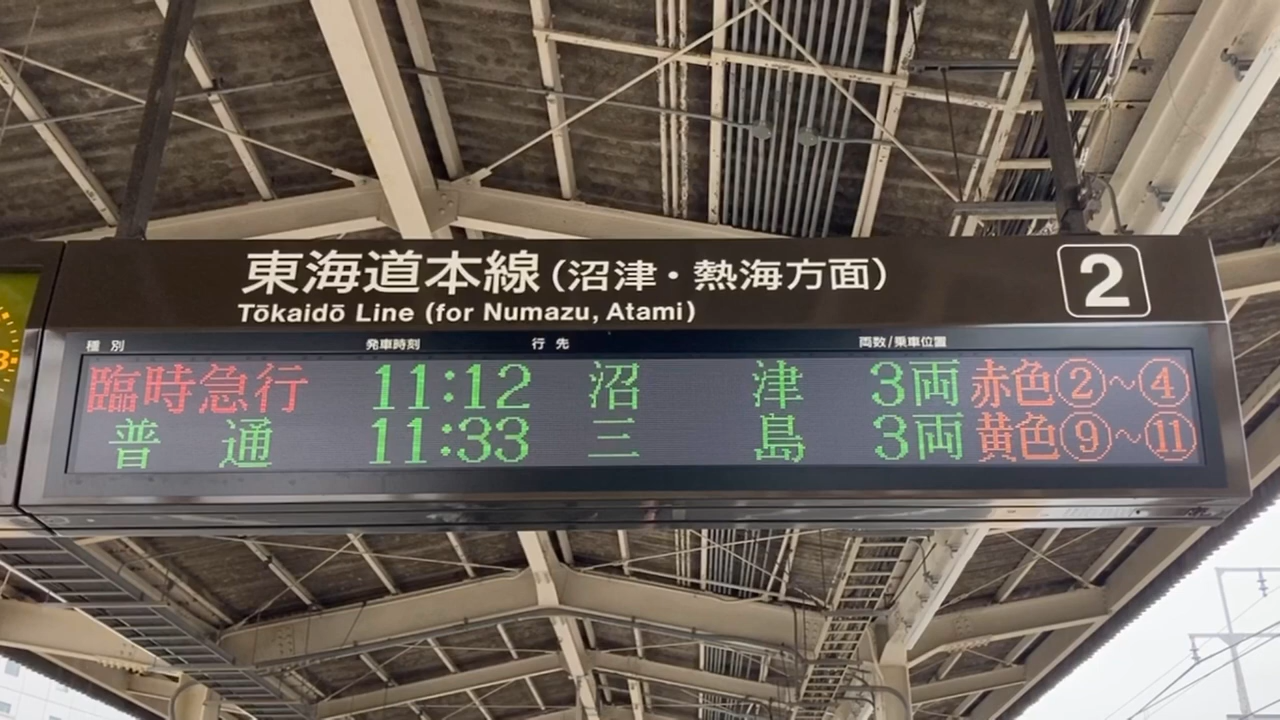 東海道本線(沼津・熱海方面)
2
Tōkaidō Line (for Numazu, Atami)
種別 発車時刻 行先 両数/乗車位置
臨時急行 11:12 沼津 3両 赤色②~④
普通 11:33 三島 3両 黄色⑨~⑪